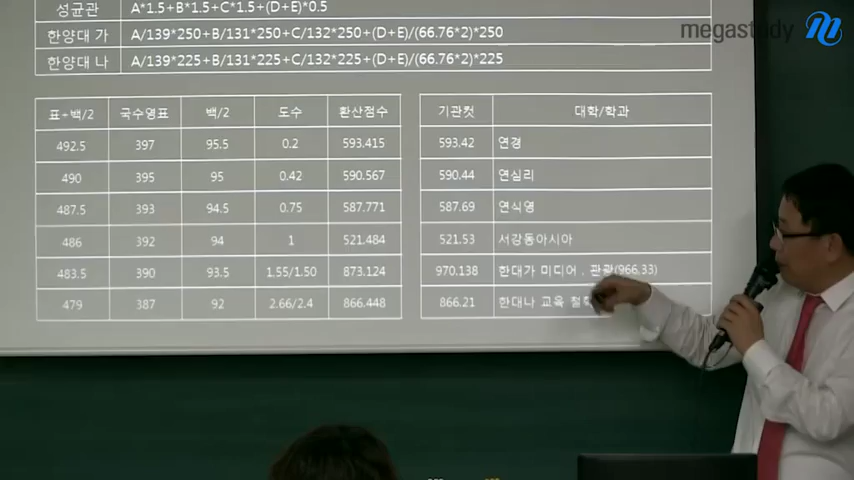 성균관 A*1.5+B*1.5+C*1.5+(D+E)*0.5
megastudy
한양대 가 A/139*250+B/131*250+C/132*250+(D+E)/(66.76*2)*250
한양대 나 A/139*225+B/131*225+C/132*225+(D+E)/(66.76*2)*225
표+백/2 국수영표 백/2 도수 환산점수 기관컷 대학/학과
492.5 397 95.5 0.2 593.415 593.42 연경
490 395 95 0.42 590.567 590.44 연심리
487.5 393 94.5 0.75 587.771 587.69 연식영
486 392 94 1 521.484 521.53 서강동아시아
483.5 390 93.5 1.55/1.50 873.124 970.138 한대가 미디어 . 관광(966.33)
479 387 92 2.66/2.4 866.448 866.21 한대나 교육